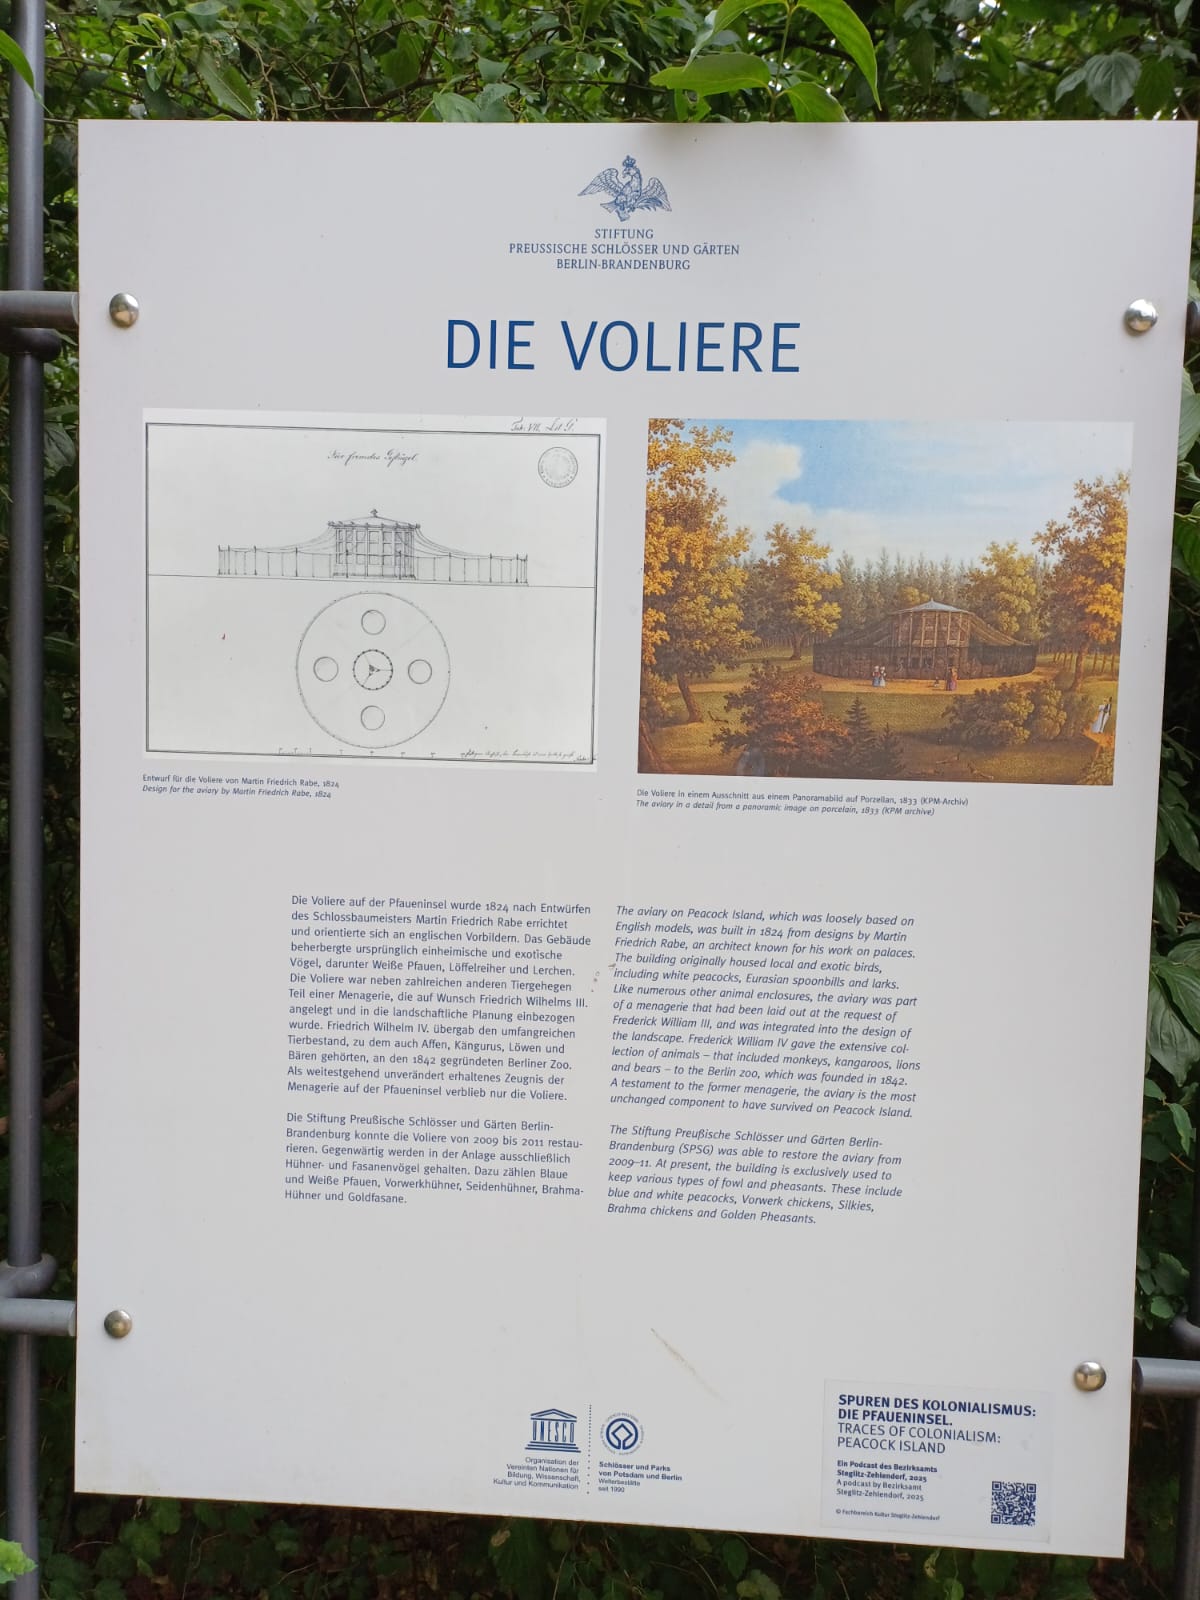 STIFTUNG
PREUSSISCHE SCHLÖSSER UND GÄRTEN
BERLIN-BRANDENBURG
DIE VOLIERE
Tab. VII. Lit. G.
Für fremdes Geflügel.
Entwurf für die Voliere von Martin Friedrich Rabe, 1824
Design for the aviary by Martin Friedrich Rabe, 1824
Die Voliere in einem Ausschnitt aus einem Panoramabild auf Porzellan, 1833 (KPM-Archiv)
The aviary in a detail from a panoramic image on porcelain, 1833 (KPM archive)
Die Voliere auf der Pfaueninsel wurde 1824 nach Entwürfen
des Schlossbaumeisters Martin Friedrich Rabe errichtet
und orientierte sich an englischen Vorbildern. Das Gebäude
beherbergte ursprünglich einheimische und exotische
Vögel, darunter Weiße Pfauen, Löffelreiher und Lerchen.
Die Voliere war neben zahlreichen anderen Tiergehegen
Teil einer Menagerie, die auf Wunsch Friedrich Wilhelms III.
angelegt und in die landschaftliche Planung einbezogen
wurde. Friedrich Wilhelm IV. übergab den umfangreichen
Tierbestand, zu dem auch Affen, Kängurus, Löwen und
Bären gehörten, an den 1842 gegründeten Berliner Zoo.
Als weitestgehend unverändert erhaltenes Zeugnis der
Menagerie auf der Pfaueninsel verblieb nur die Voliere.
Die Stiftung Preußische Schlösser und Gärten Berlin-
Brandenburg konnte die Voliere von 2009 bis 2011 restau-
rieren. Gegenwärtig werden in der Anlage ausschließlich
Hühner- und Fasanenvögel gehalten. Dazu zählen Blaue
und Weiße Pfauen, Vorwerkhühner, Seidenhühner, Brahma-
Hühner und Goldfasane.
The aviary on Peacock Island, which was loosely based on
English models, was built in 1824 from designs by Martin
Friedrich Rabe, an architect known for his work on palaces.
The building originally housed local and exotic birds,
including white peacocks, Eurasian spoonbills and larks.
Like numerous other animal enclosures, the aviary was part
of a menagerie that had been laid out at the request of
Frederick William III, and was integrated into the design of
the landscape. Frederick William IV gave the extensive col-
lection of animals – that included monkeys, kangaroos, lions
and bears – to the Berlin zoo, which was founded in 1842.
A testament to the former menagerie, the aviary is the most
unchanged component to have survived on Peacock Island.
The Stiftung Preußische Schlösser und Gärten Berlin-
Brandenburg (SPSG) was able to restore the aviary from
2009–11. At present, the building is exclusively used to
keep various types of fowl and pheasants. These include
blue and white peacocks, Vorwerk chickens, Silkies,
Brahma chickens and Golden Pheasants.
UNESCO
Organisation der
Vereinten Nationen für
Bildung, Wissenschaft,
Kultur und Kommunikation
Schlösser und Parks
von Potsdam und Berlin
Welterbestätte
seit 1990
SPUREN DES KOLONIALISMUS:
DIE PFAUENINSEL.
TRACES OF COLONIALISM:
PEACOCK ISLAND
Ein Podcast des Bezirksamts
Steglitz-Zehlendorf, 2025
A podcast by Bezirksamt
Steglitz-Zehlendorf, 2025
© Fachbereich Kultur Steglitz-Zehlendorf